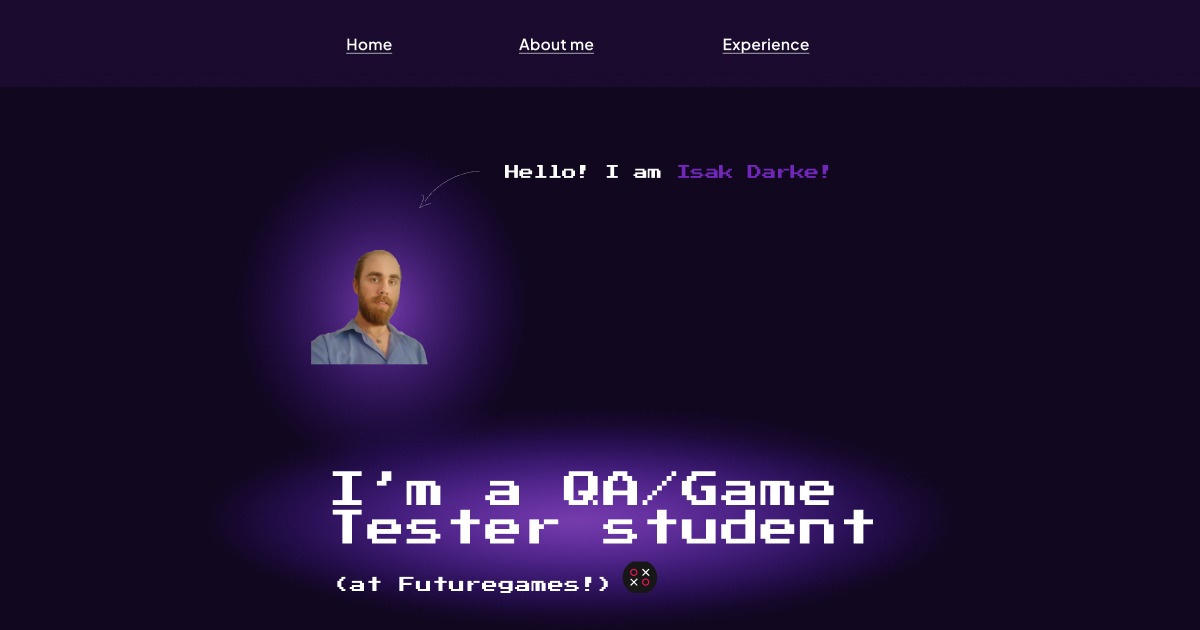 Home About me Experience
Hello! I am Isak Darke!
I'm a QA/Game
Tester student
(at Futuregames!)